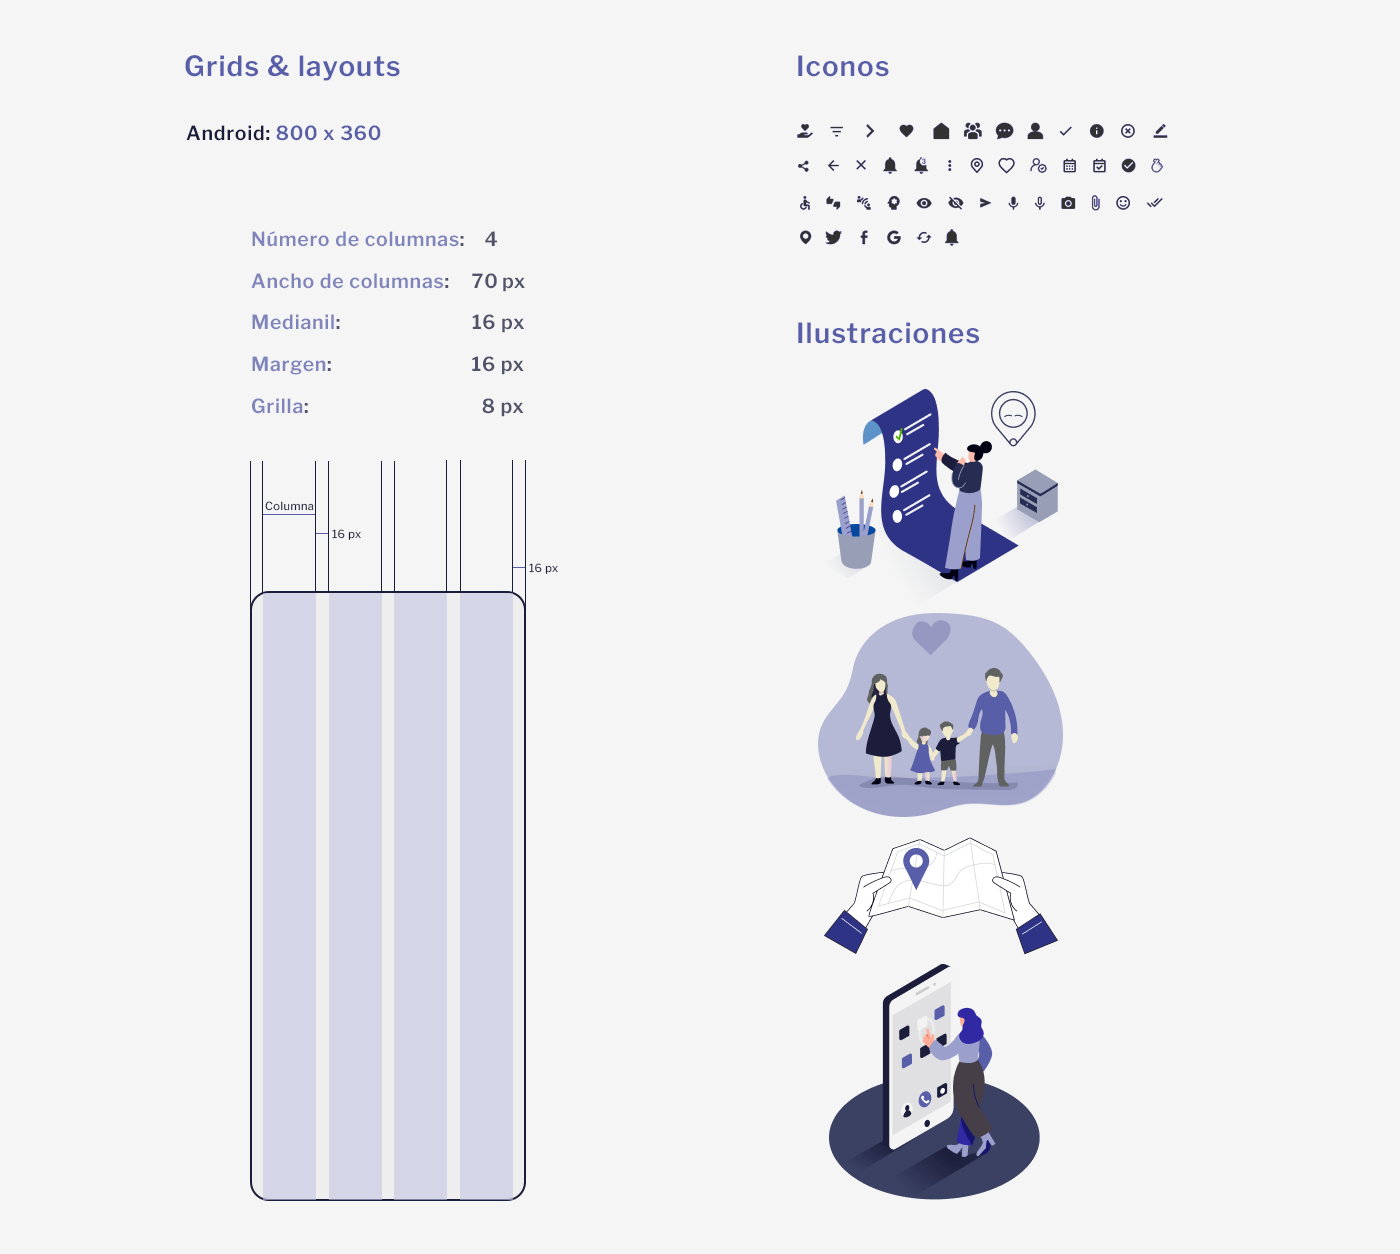 Grids & layouts
Android: 800 x 360
Número de columnas: 4
Ancho de columnas: 70 px
Medianil: 16 px
Margen: 16 px
Grilla: 8 px
Columna
16 px
16 px
Iconos
3
Ilustraciones